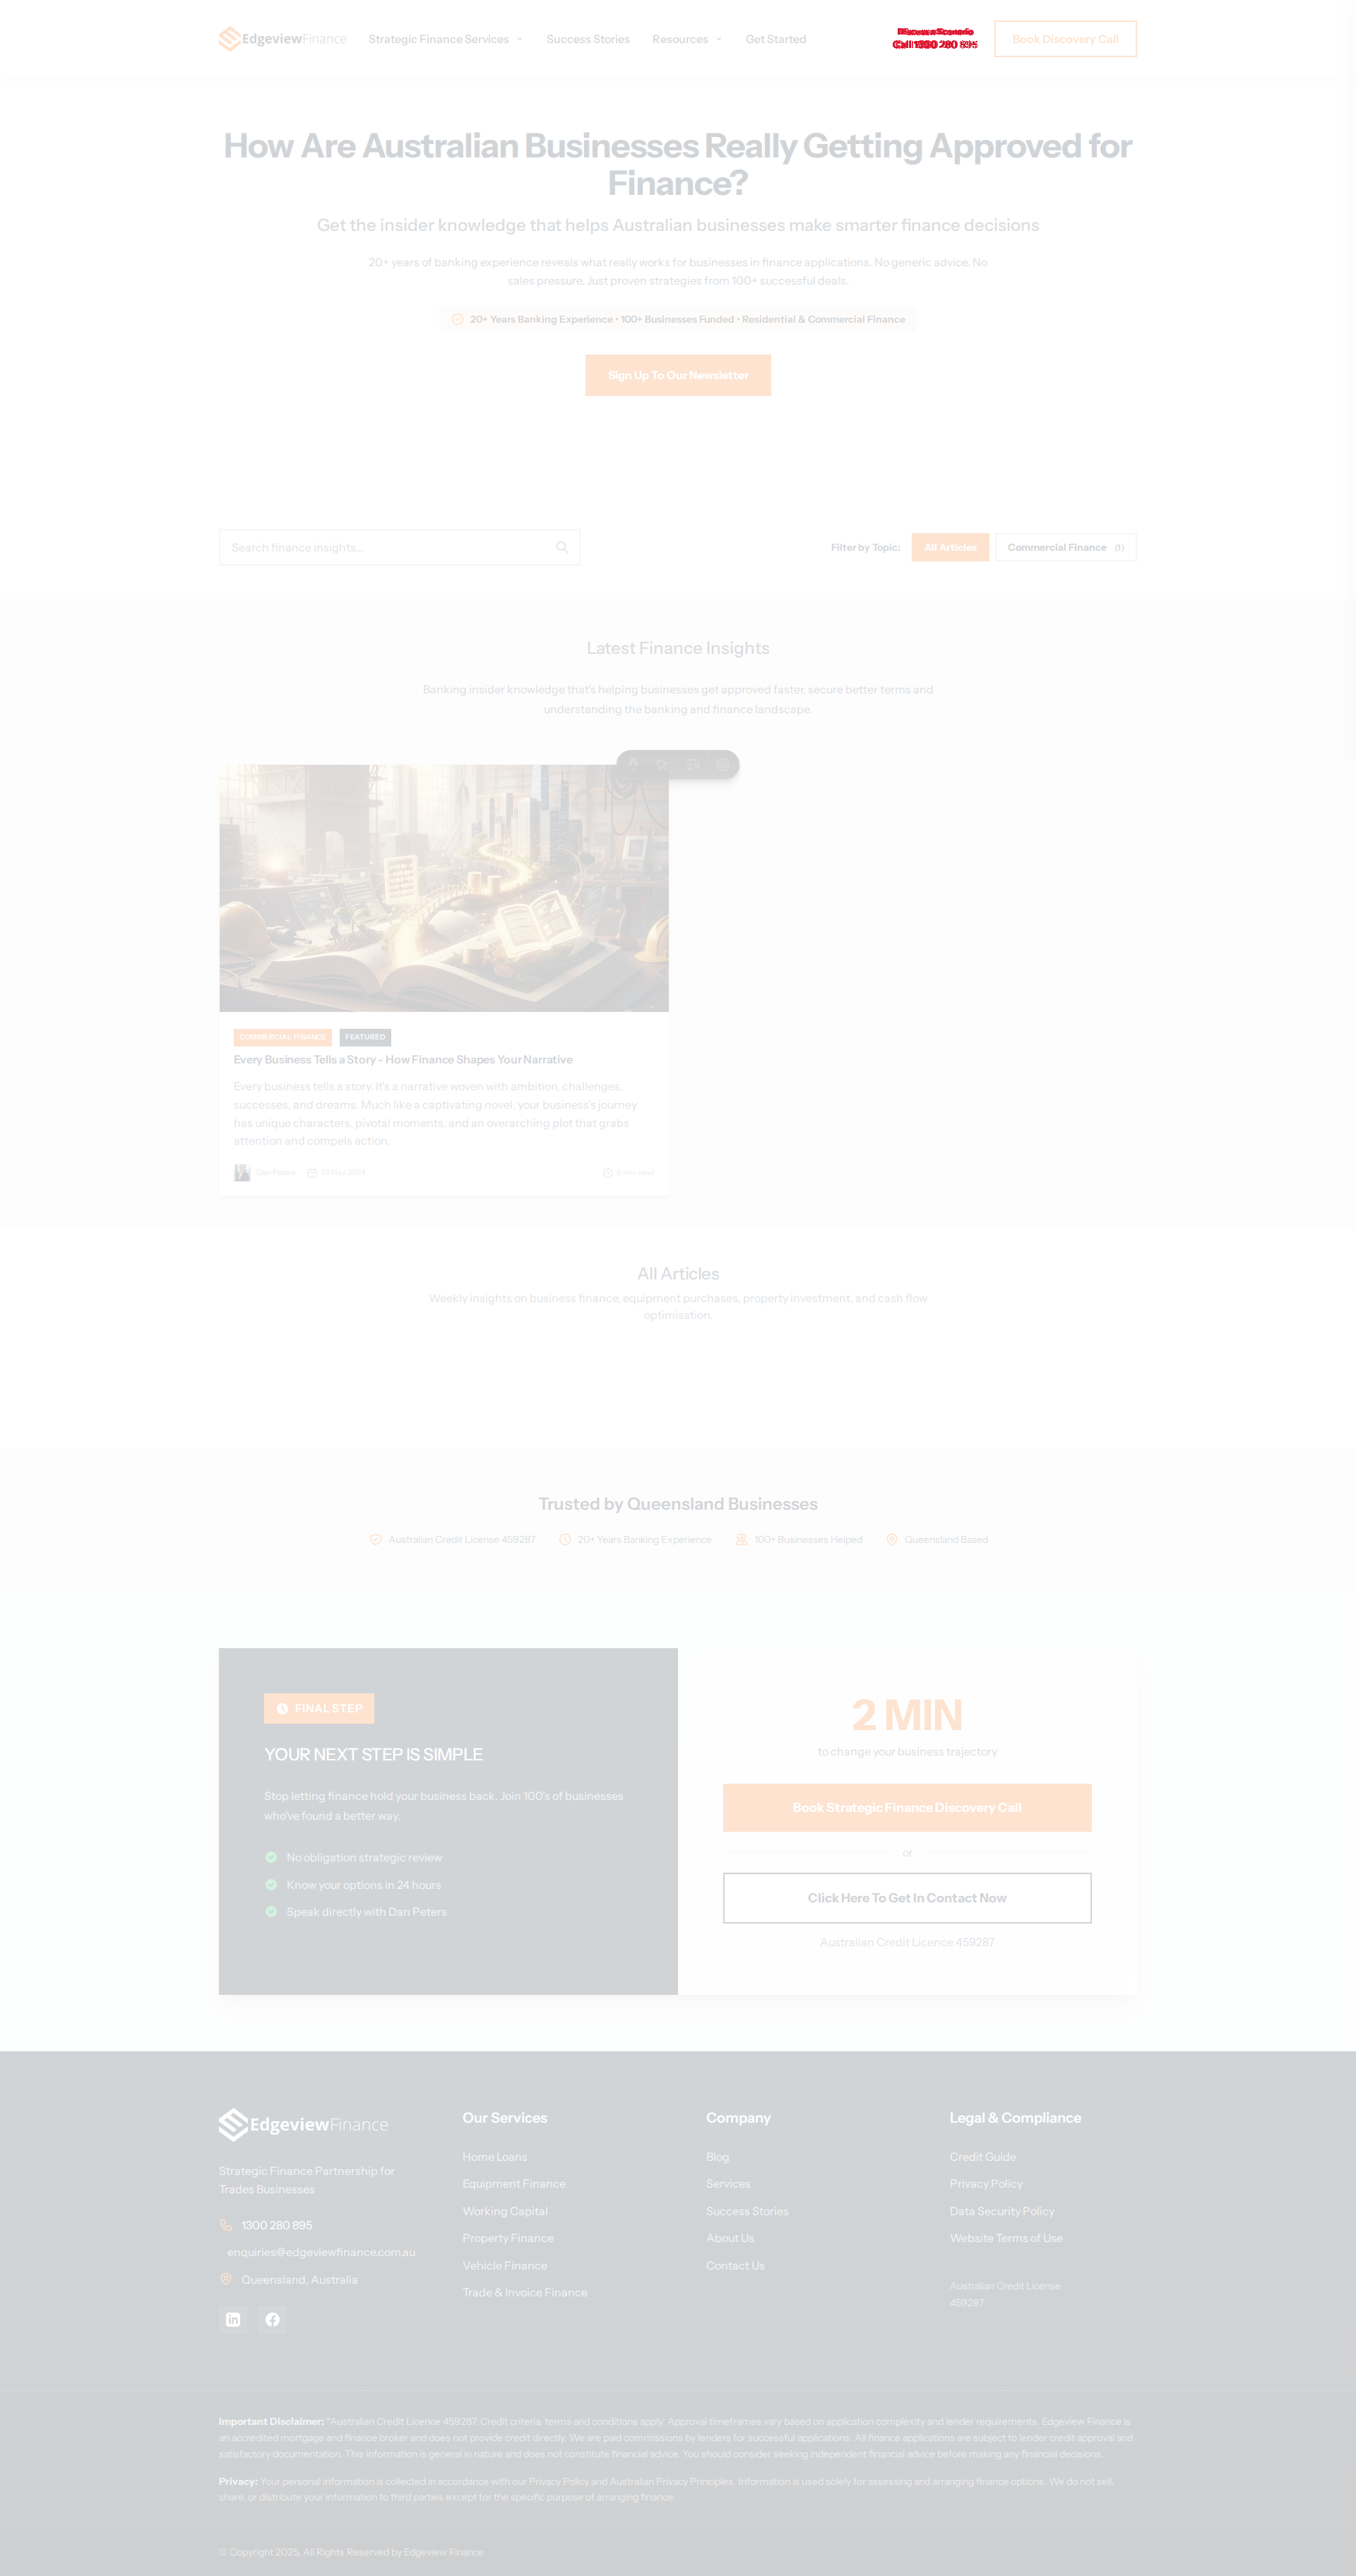 EdgeviewFinance
Strategic Finance Services
Success Stories
Resources
Get Started
Call 1300 280 895
Book Discovery Call
How Are Australian Businesses Really Getting Approved for
Finance?
Get the insider knowledge that helps Australian businesses make smarter finance decisions
20+ years of banking experience reveals what really works for businesses in finance applications. No generic advice. No
sales pressure. Just proven strategies from 100+ successful deals.
20+ Years Banking Experience • 100+ Businesses Funded • Residential & Commercial Finance
Sign Up To Our Newsletter
Search finance insights...
Filter by Topic:
All Articles
Commercial Finance (1)
Latest Finance Insights
Banking insider knowledge that's helping businesses get approved faster, secure better terms and
understanding the banking and finance landscape.
COMMERCIAL FINANCE
FEATURED
Every Business Tells a Story - How Finance Shapes Your Narrative
Every business tells a story. It's a narrative woven with ambition, challenges,
successes, and dreams. Much like a captivating novel, your business's journey
has unique characters, pivotal moments, and an overarching plot that grabs
attention and compels action.
Dan Peters
23 May 2024
6 min read
All Articles
Weekly insights on business finance, equipment purchases, property investment, and cash flow
optimisation.
Trusted by Queensland Businesses
Australian Credit License 459287
20+ Years Banking Experience
100+ Businesses Helped
Queensland Based
FINAL STEP
YOUR NEXT STEP IS SIMPLE
Stop letting finance hold your business back. Join 100's of businesses
who've found a better way.
No obligation strategic review
Know your options in 24 hours
Speak directly with Dan Peters
2 MIN
to change your business trajectory
Book Strategic Finance Discovery Call
or
Click Here To Get In Contact Now
Australian Credit Licence 459287
EdgeviewFinance
Strategic Finance Partnership for
Trades Businesses
1300 280 895
enquiries@edgeviewfinance.com.au
Queensland, Australia
Our Services
Home Loans
Equipment Finance
Working Capital
Property Finance
Vehicle Finance
Trade & Invoice Finance
Company
Blog
Services
Success Stories
About Us
Contact Us
Legal & Compliance
Credit Guide
Privacy Policy
Data Security Policy
Website Terms of Use
Australian Credit License
459287
Important Disclaimer: *Australian Credit Licence 459287. Credit criteria, terms and conditions apply. Approval timeframes vary based on application complexity and lender requirements. Edgeview Finance is
an accredited mortgage and finance broker and does not provide credit directly. We are paid commissions by lenders for successful applications. All finance applications are subject to lender credit approval and
satisfactory documentation. This information is general in nature and does not constitute financial advice. You should consider seeking independent financial advice before making any financial decisions.
Privacy: Your personal information is collected in accordance with our Privacy Policy and Australian Privacy Principles. Information is used solely for assessing and arranging finance options. We do not sell,
share, or distribute your information to third parties except for the specific purpose of arranging finance.
© Copyright 2025. All Rights Reserved by Edgeview Finance